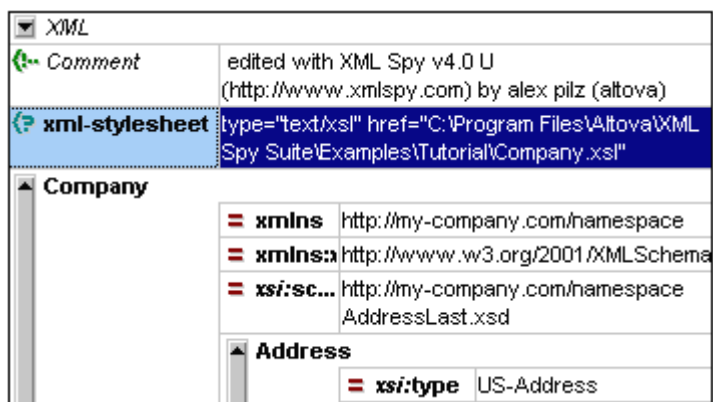 XML
Comment edited with XML Spy v4.0 U
(http://www.xmlspy.com) by alex pilz (altova)
xml-stylesheet type="text/xsl" href="C:\Program Files\Altova\XML
Spy Suite\Examples\Tutorial\Company.xsl"
Company
= xmlns http://my-company.com/namespace
= xmlns:x http://www.w3.org/2001/XMLSchema
= xsi:sc... http://my-company.com/namespace
AddressLast.xsd
Address
= xsi:type US-Address